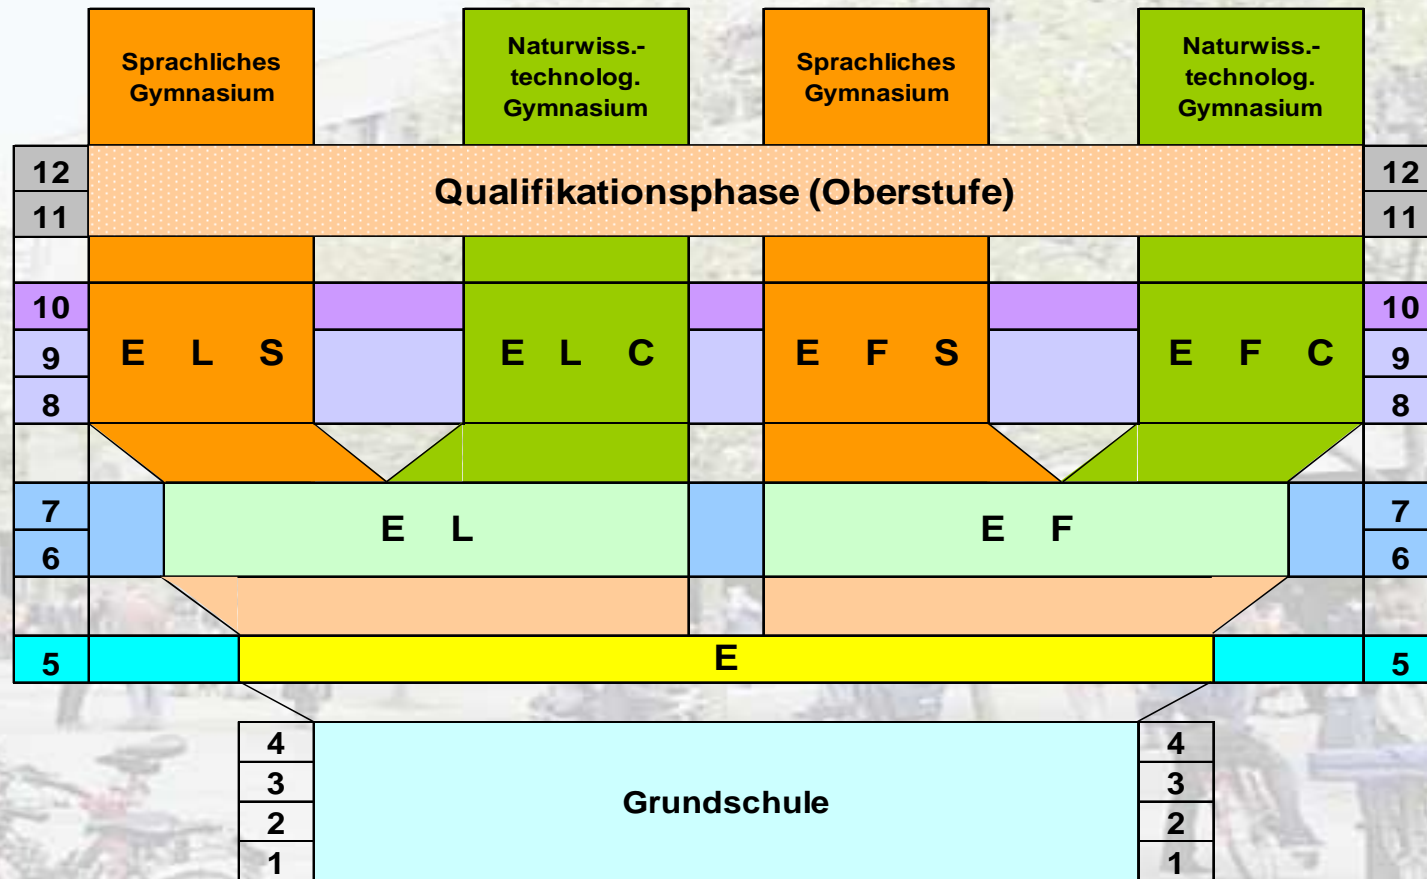 Sprachliches
Gymnasium
Naturwiss.-
technolog.
Gymnasium
Sprachliches
Gymnasium
Naturwiss.-
technolog.
Gymnasium
12
Qualifikationsphase (Oberstufe)
12
11
11
10
10
9
E L S
E L C
E F S
E F C
9
8
8
7
E L
E F
7
6
6
5
E
5
4
4
3
Grundschule
3
2
2
1
1